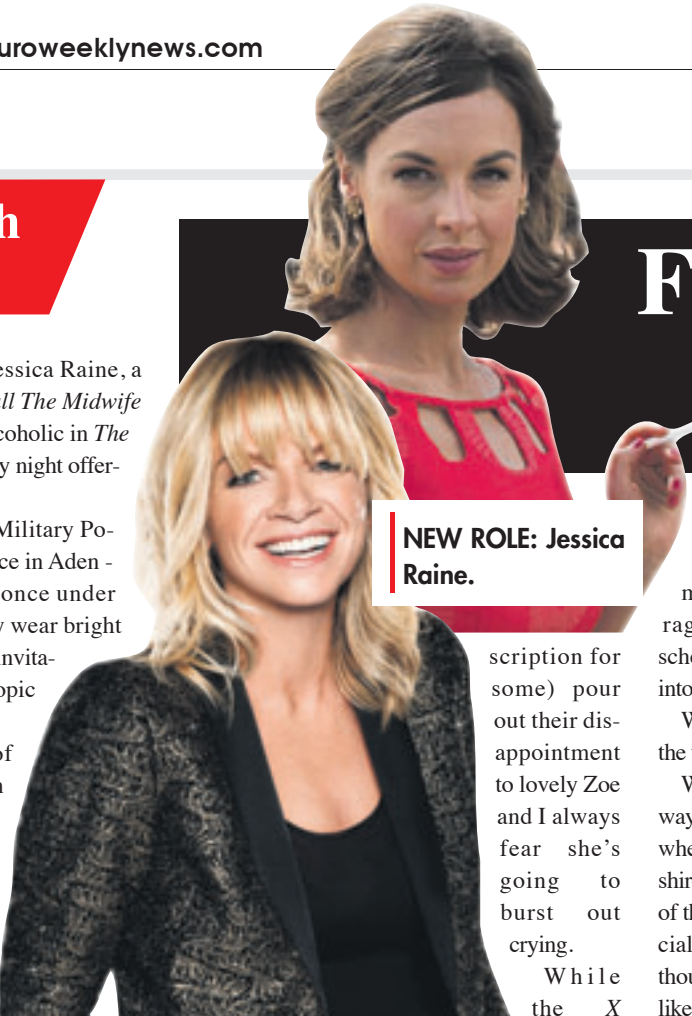 uroweeklynews.com
h
F
essica Raine, a
ll The Midwife
coholic in The
y night offer-
Military Po-
ce in Aden -
once under
y wear bright
invita-
opic
of
n
NEW ROLE: Jessica
Raine.
scription for
some) pour
out their dis-
appointment
to lovely Zoe
and I always
fear she's
going to
burst out
crying.
While
the X
m
rag
sche
into
W
the
W
way
whe
shir
of th
cial
thou
like